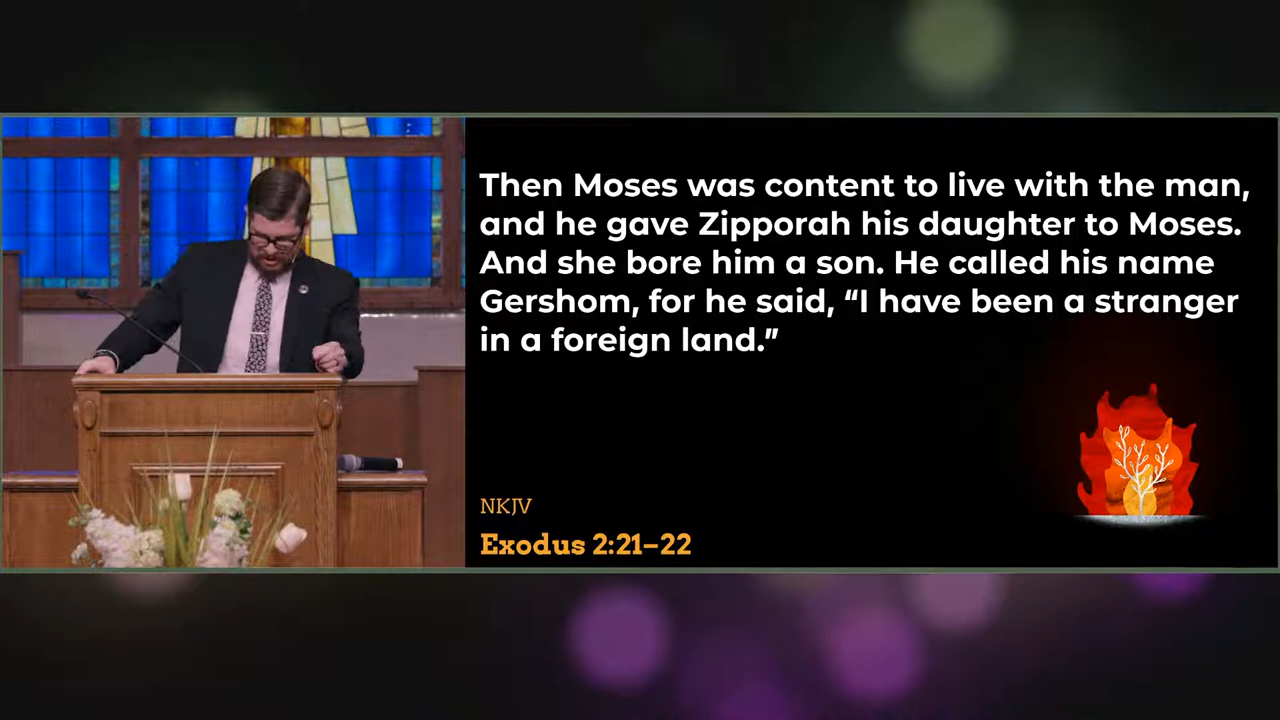 Then Moses was content to live with the man,
and he gave Zipporah his daughter to Moses.
And she bore him a son. He called his name
Gershom, for he said, “I have been a stranger
in a foreign land.”
NKJV
Exodus 2:21–22